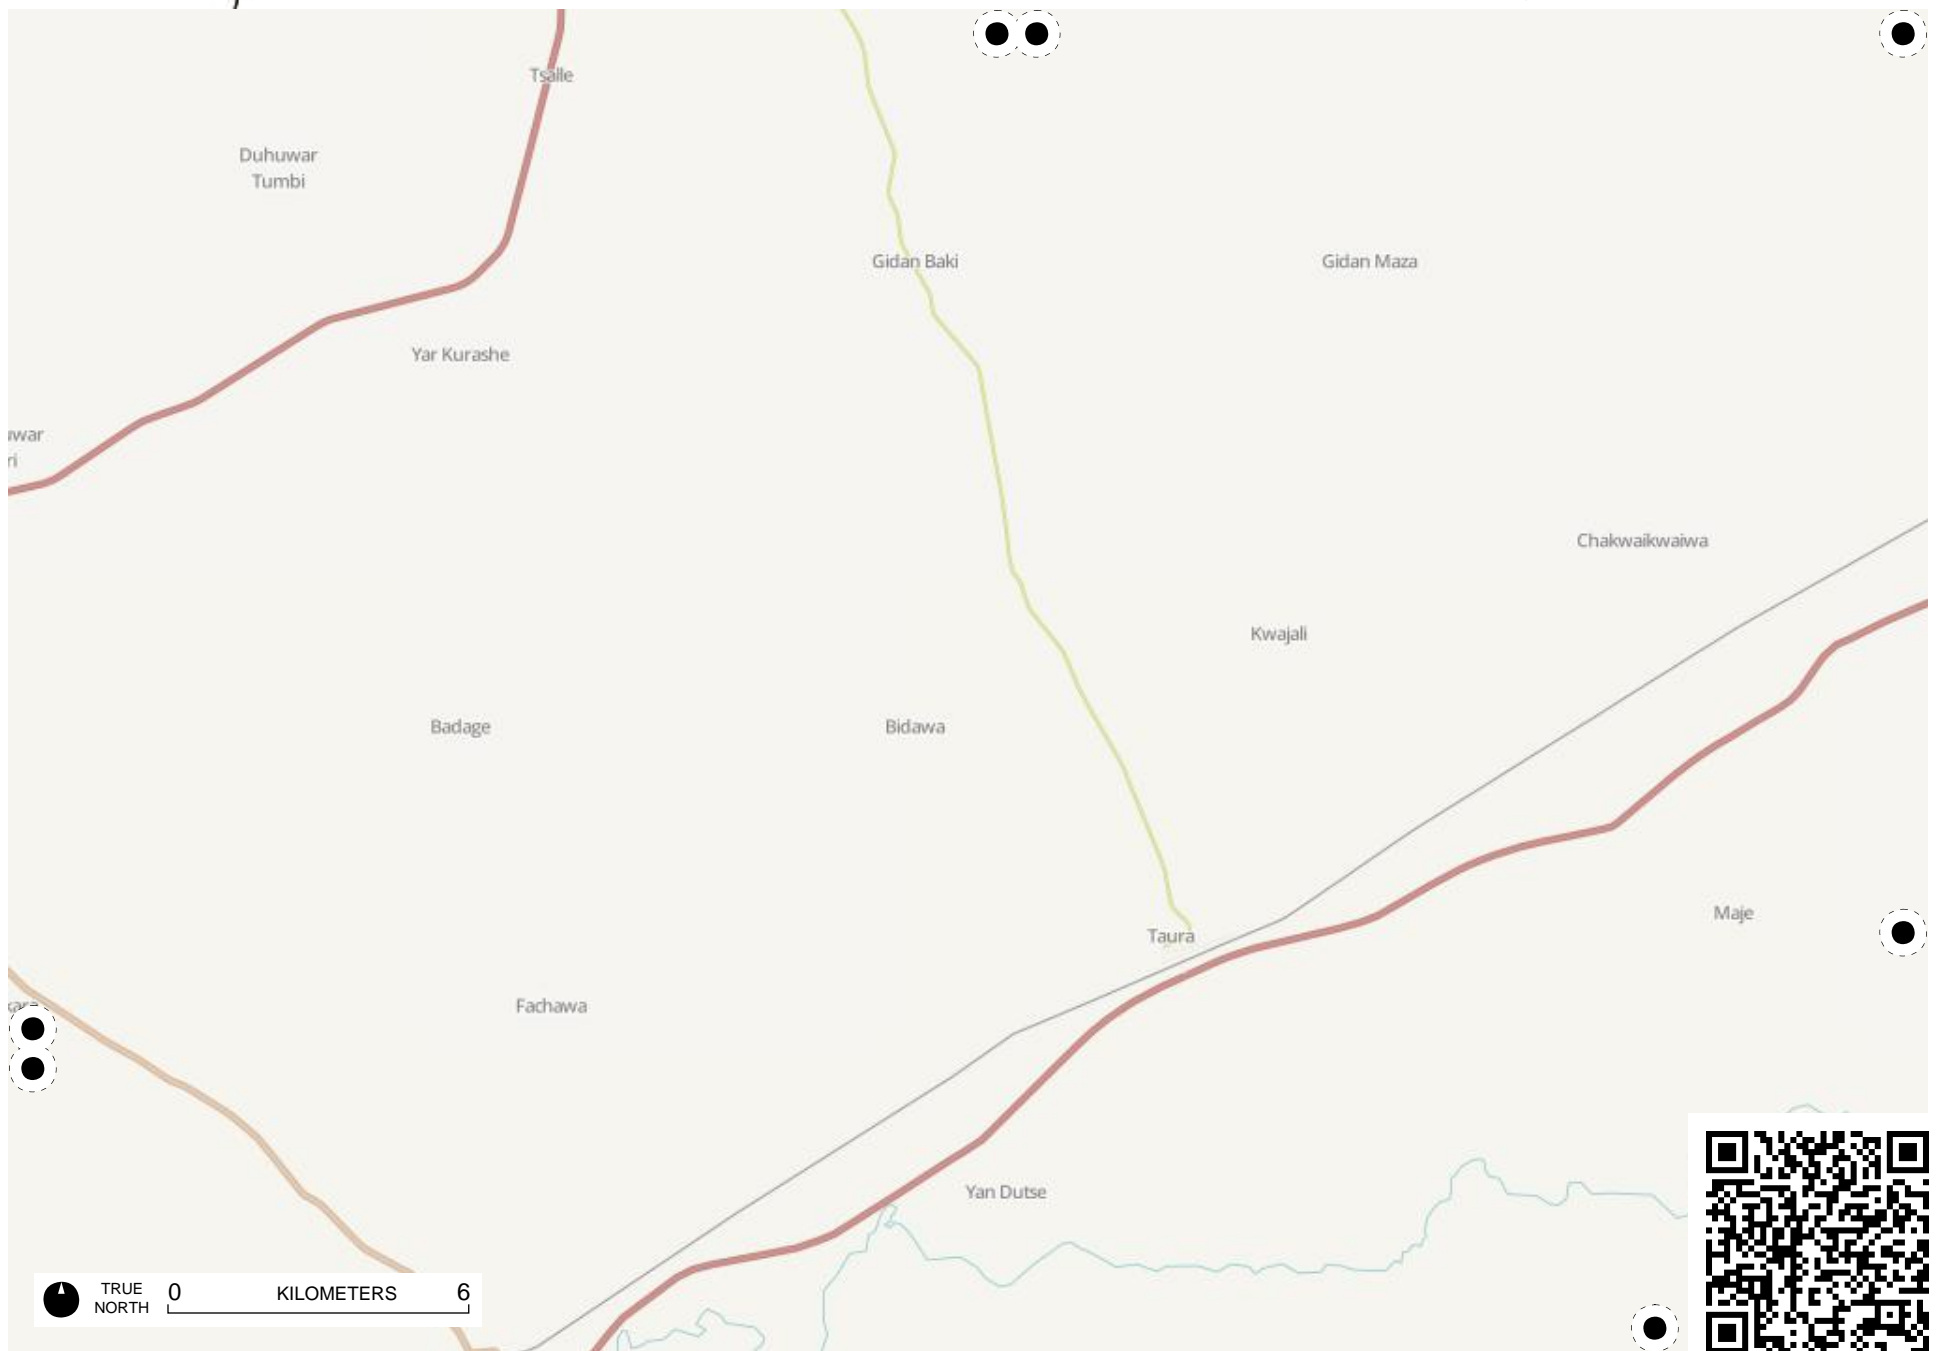 Tsalle
Duhuwar
Tumbi
Gidan Baki
Gidan Maza
Yar Kurashe
Chakwaikwaiwa
Kwajali
Badage
Bidawa
Maje
Taura
Fachawa
Yan Dutse
TRUE
NORTH
0 KILOMETERS 6